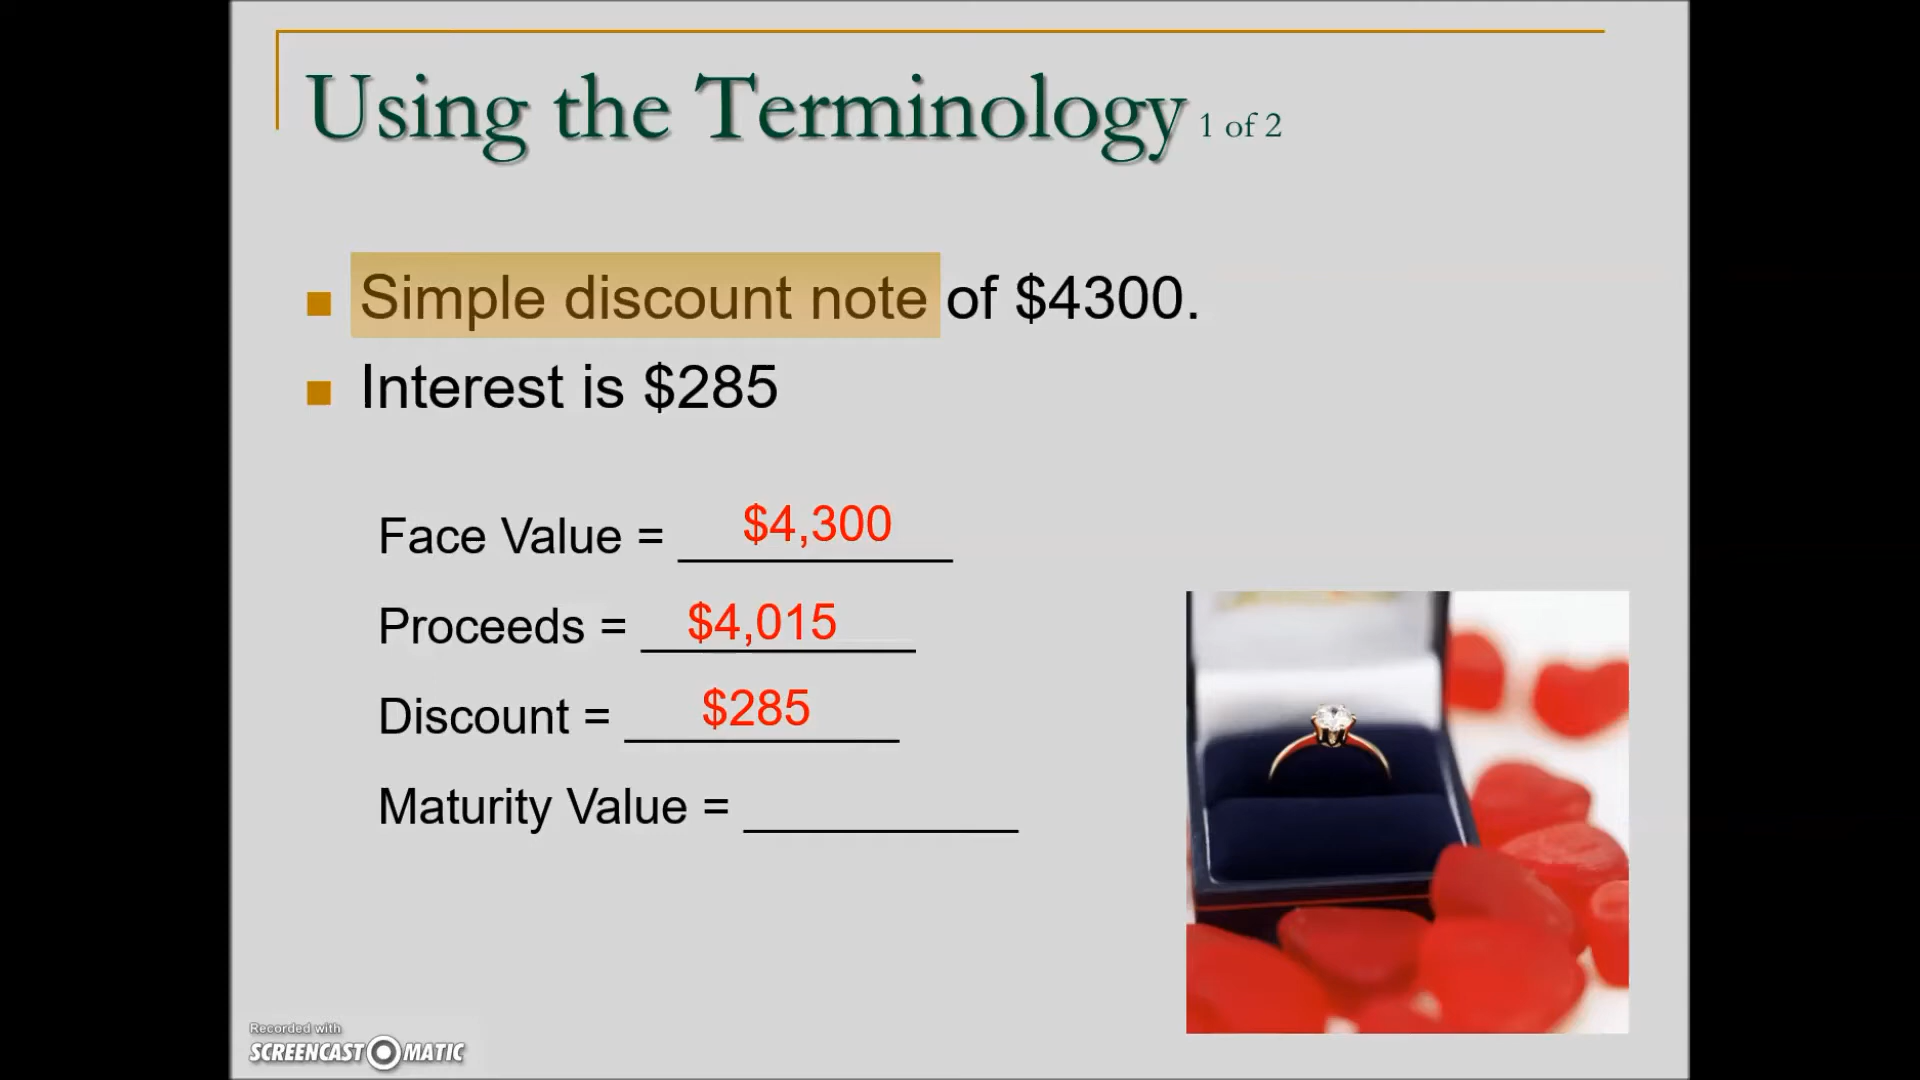 Using the Terminology 1 of 2
Simple discount note of $4300.
Interest is $285
Face Value = $4,300
Proceeds = $4,015
Discount = $285
Maturity Value = __________
Recorded with
SCREENCAST MATIC